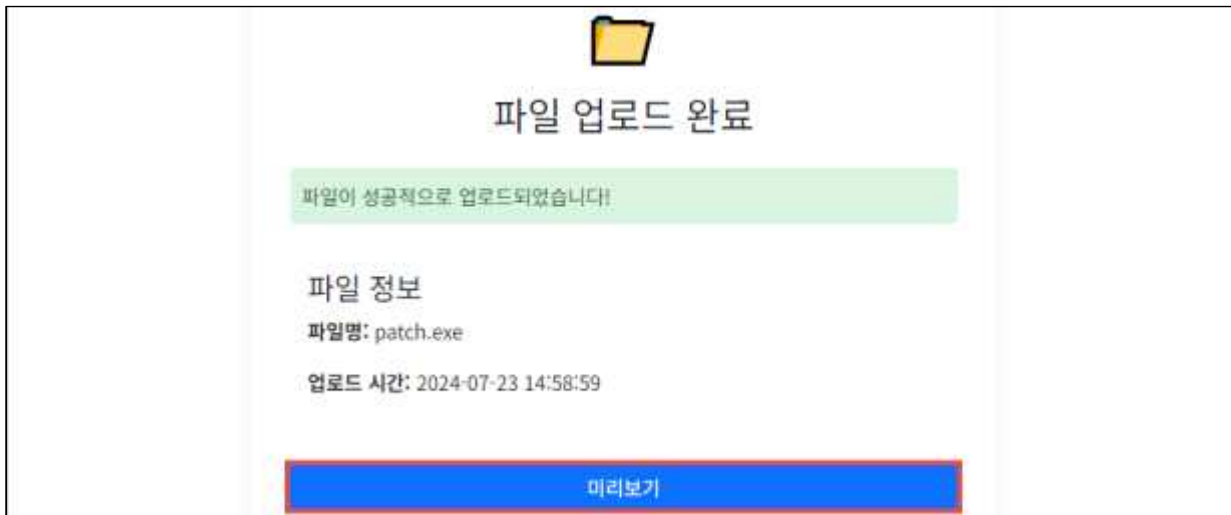 파일 업로드 완료
파일이 성공적으로 업로드되었습니다!
파일 정보
파일명: patch.exe
업로드 시간: 2024-07-23 14:58:59
미리보기